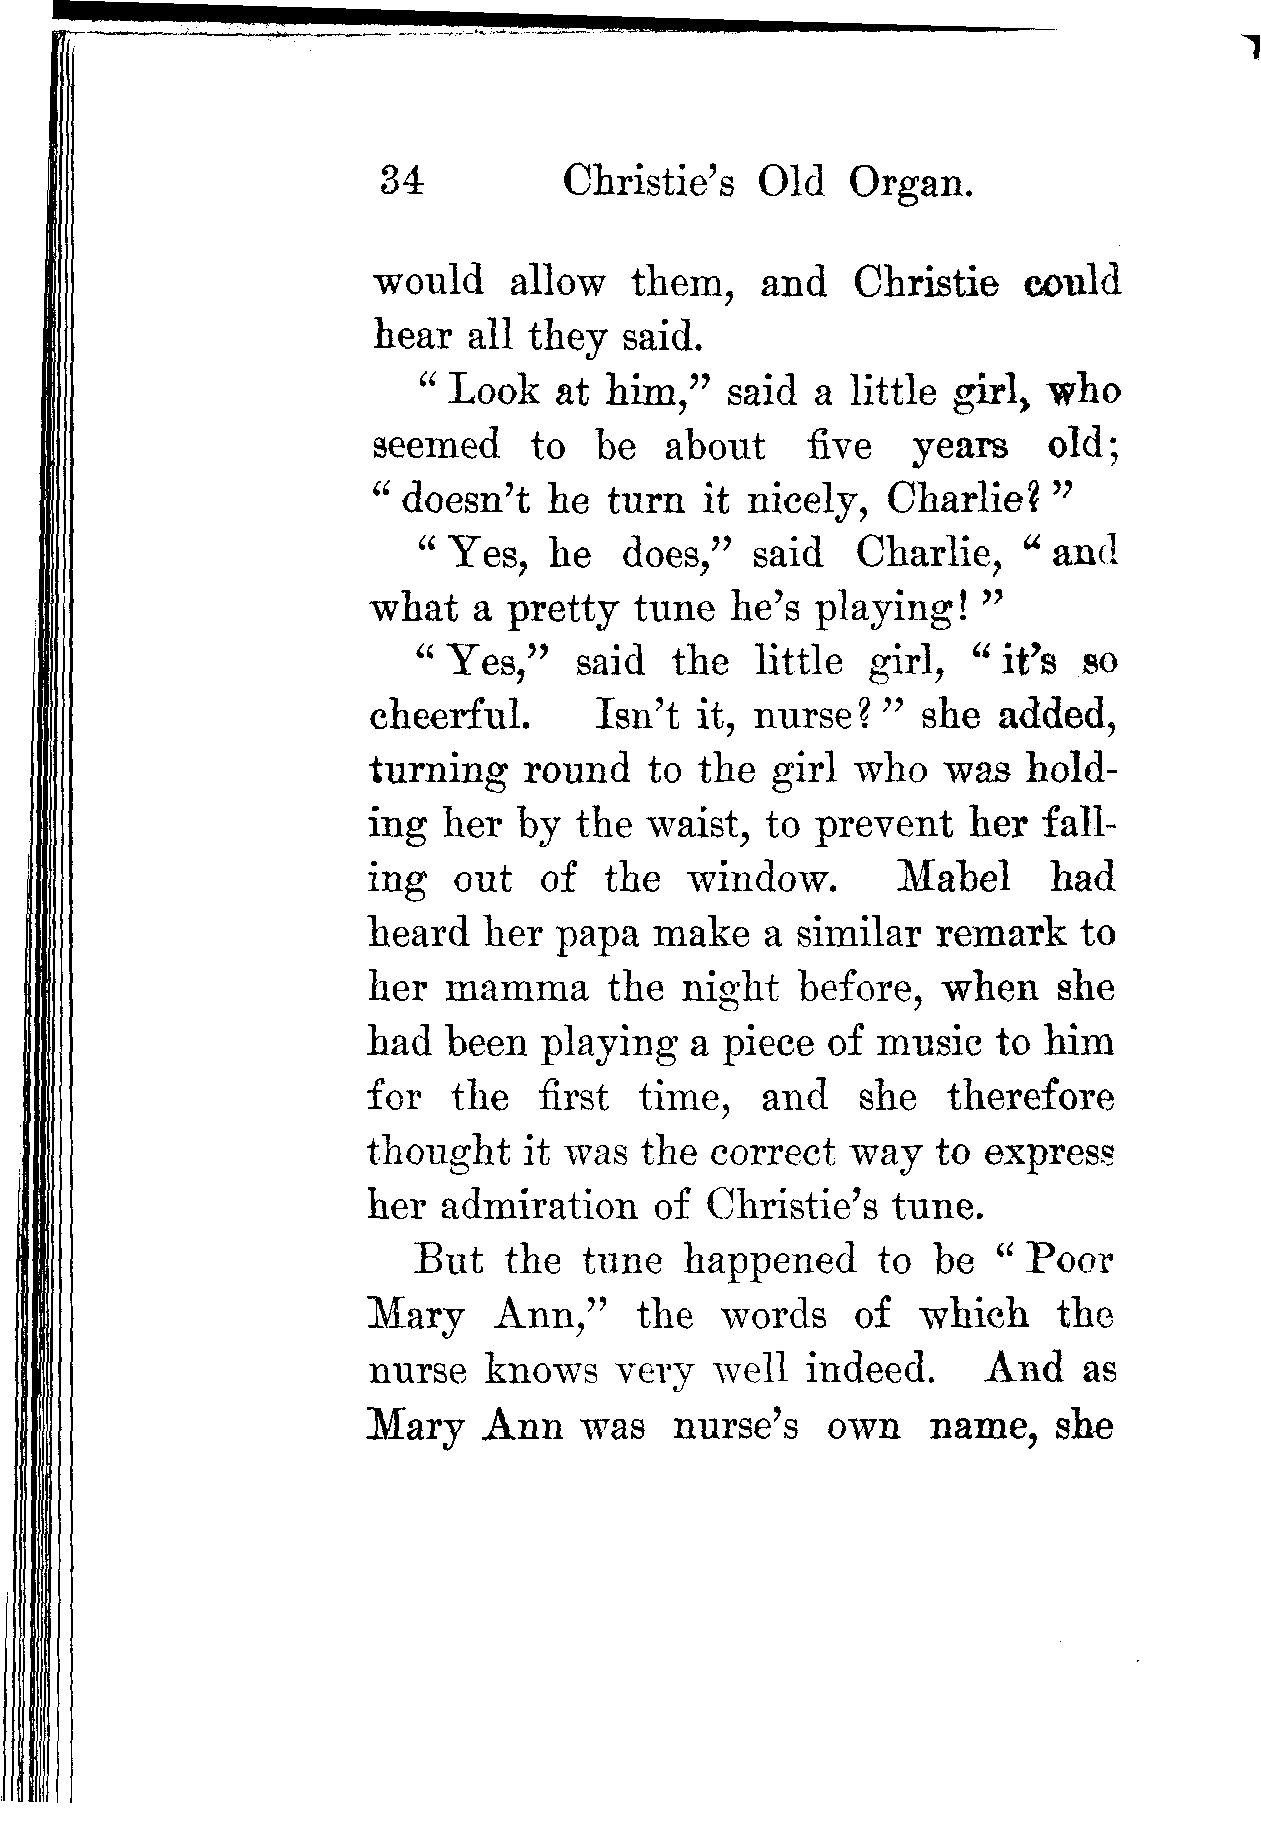 34 Christie's Old Organ.
would allow them, and Christie could
hear all they said.
“ Look at him,” said a little girl, who
seemed to be about five years old;
“ doesn't he turn it nicely, Charlie? ”
“ Yes, he does,” said Charlie, “ and
what a pretty tune he's playing! ”
“ Yes,” said the little girl, “ it's so
cheerful. Isn't it, nurse? ” she added,
turning round to the girl who was hold-
ing her by the waist, to prevent her fall-
ing out of the window. Mabel had
heard her papa make a similar remark to
her mamma the night before, when she
had been playing a piece of music to him
for the first time, and she therefore
thought it was the correct way to express
her admiration of Christie's tune.
But the tune happened to be “ Poor
Mary Ann,” the words of which the
nurse knows very well indeed. And as
Mary Ann was nurse's own name, she